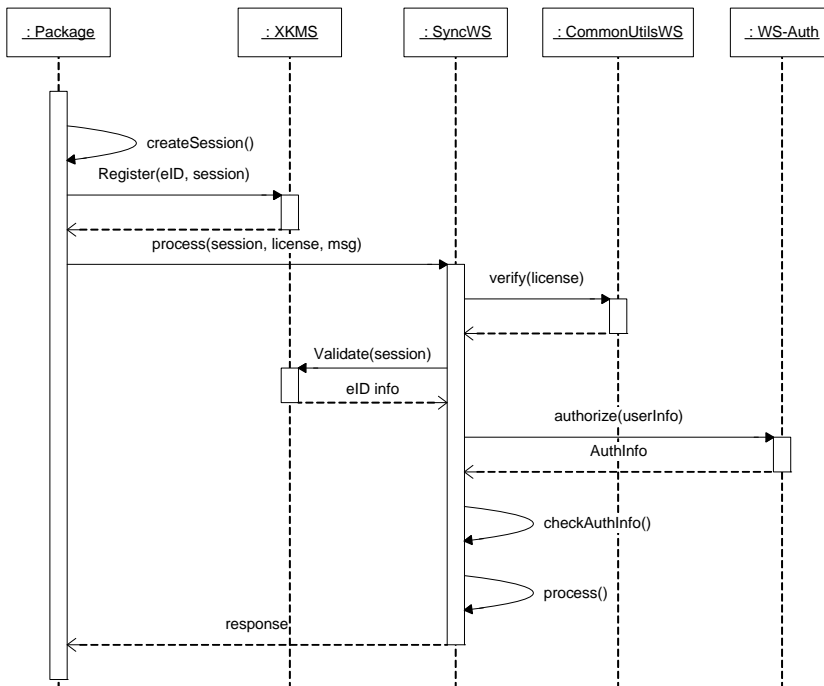 : Package
: XKMS
: SyncWS
: CommonUtilsWS
: WS-Auth
createSession()
Register(eID, session)
process(session, license, msg)
verify(license)
Validate(session)
eID info
authorize(userInfo)
AuthInfo
checkAuthInfo()
process()
response